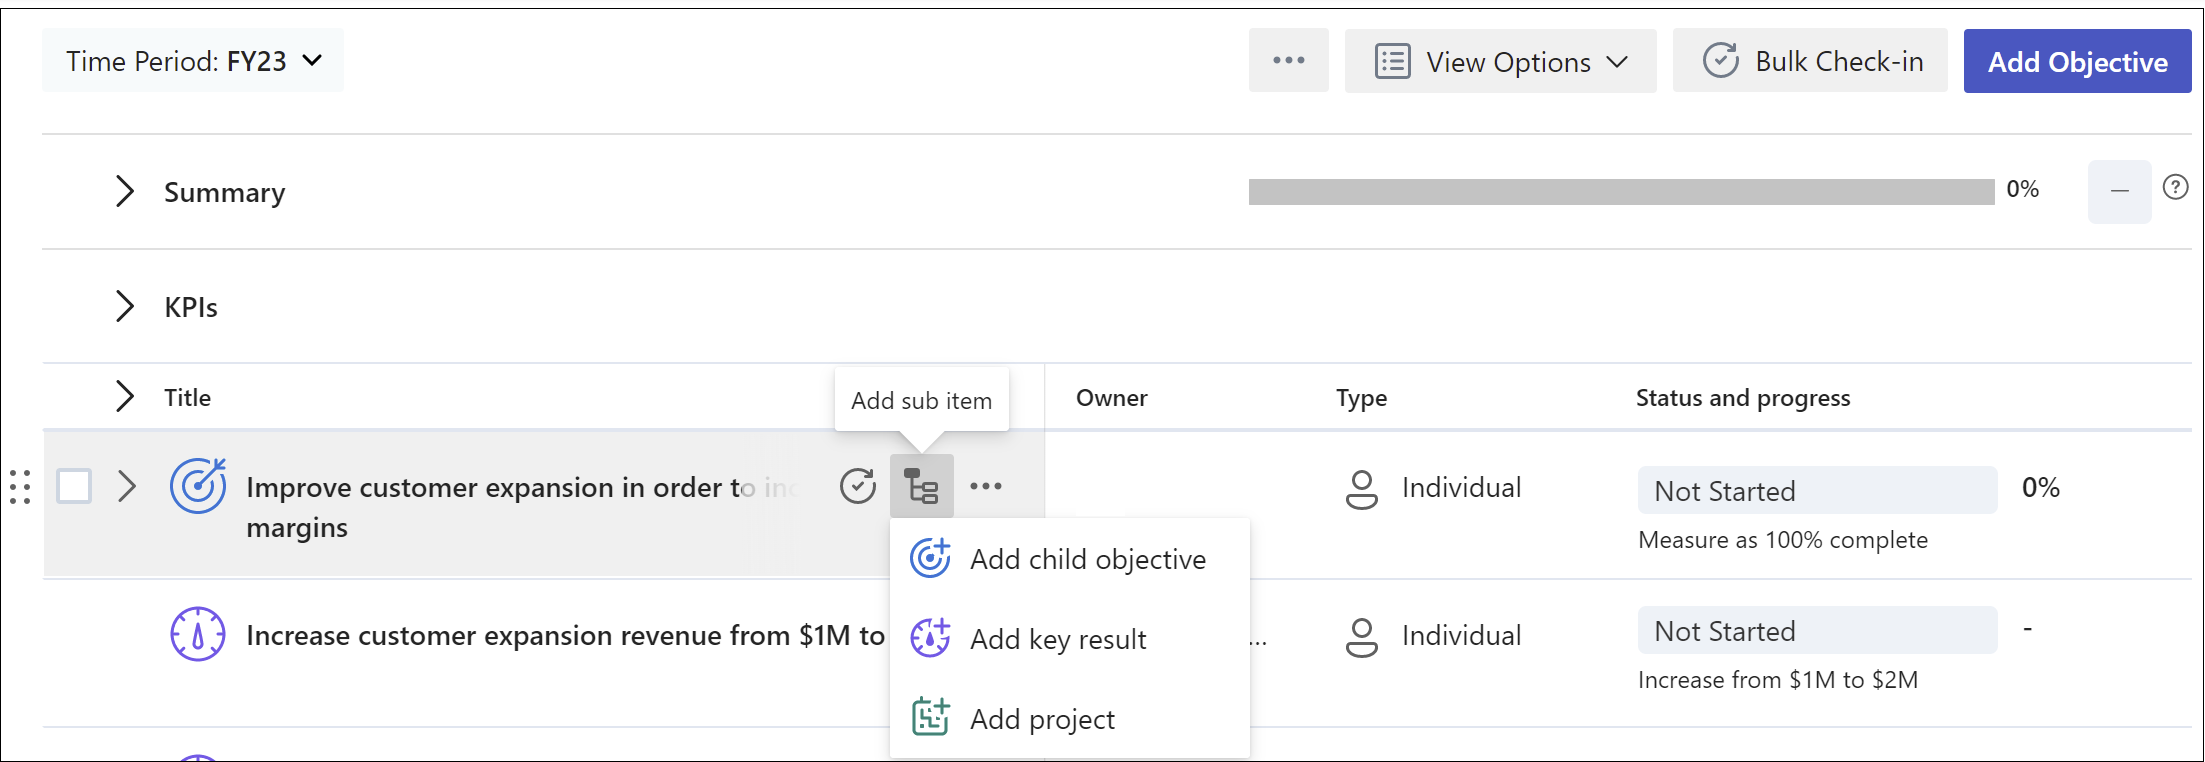 Time Period: FY23
View Options
Bulk Check-in
Add Objective
Summary
0%
KPIs
Title
Add sub item
Owner
Type
Status and progress
Improve customer expansion in order to
margins
Individual
Not Started
0%
Measure as 100% complete
Add child objective
Add key result
Add project
Increase customer expansion revenue from $1M to
...
Individual
Not Started
-
Increase from $1M to $2M